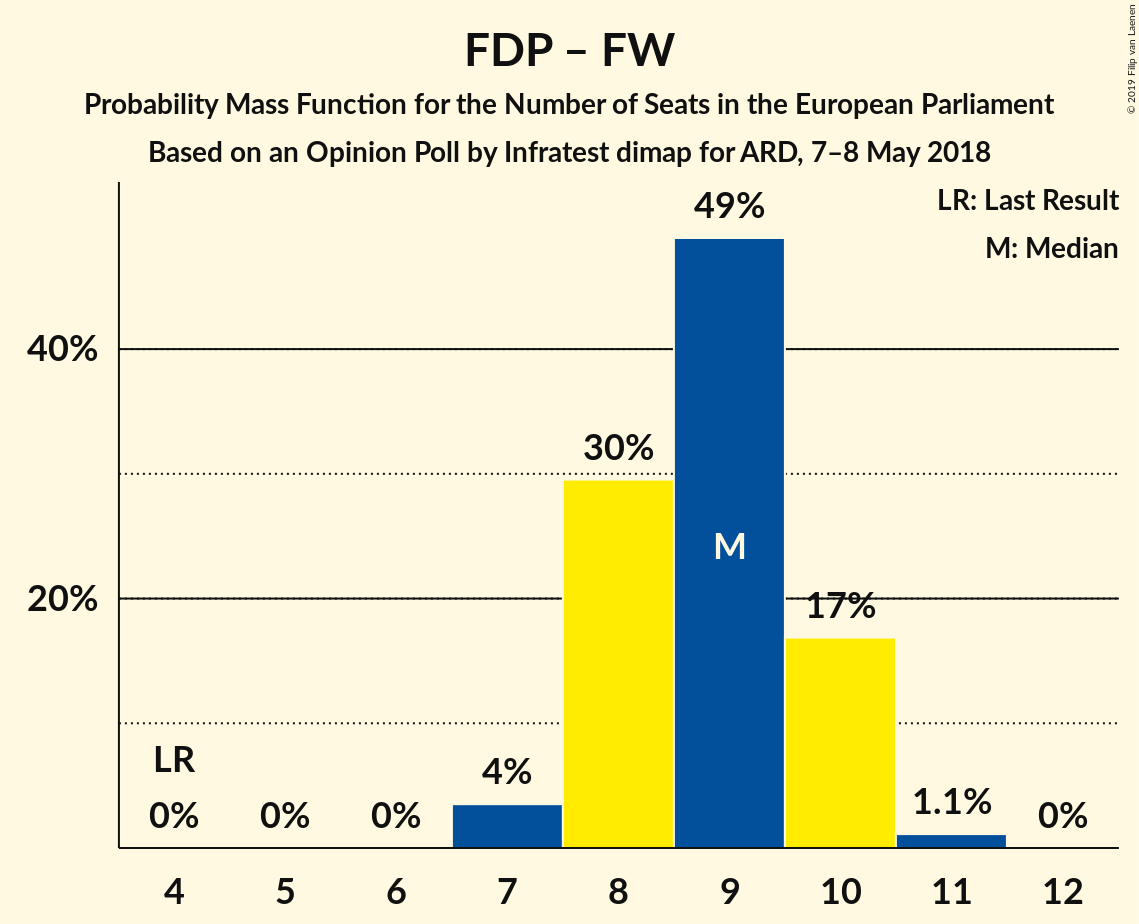 FDP – FW
Probability Mass Function for the Number of Seats in the European Parliament
Based on an Opinion Poll by Infratest dimap for ARD, 7–8 May 2018
© 2019 Filip van Laenen
LR: Last Result
M: Median
49%
40%
30%
M
20%
17%
LR
4%
1.1%
0% 0% 0% 0%
4 5 6 7 8 9 10 11 12